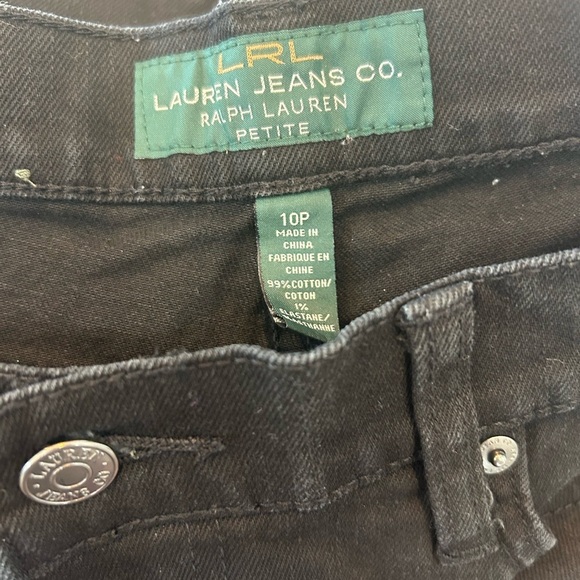 LRL
LAUREN JEANS CO.
RALPH LAUREN
PETITE
10P
MADE IN
CHINA
FABRIQUE EN
CHINE
99% COTTON/
COTON
1%
ELASTANE/
LAUREN
JEANS CO.